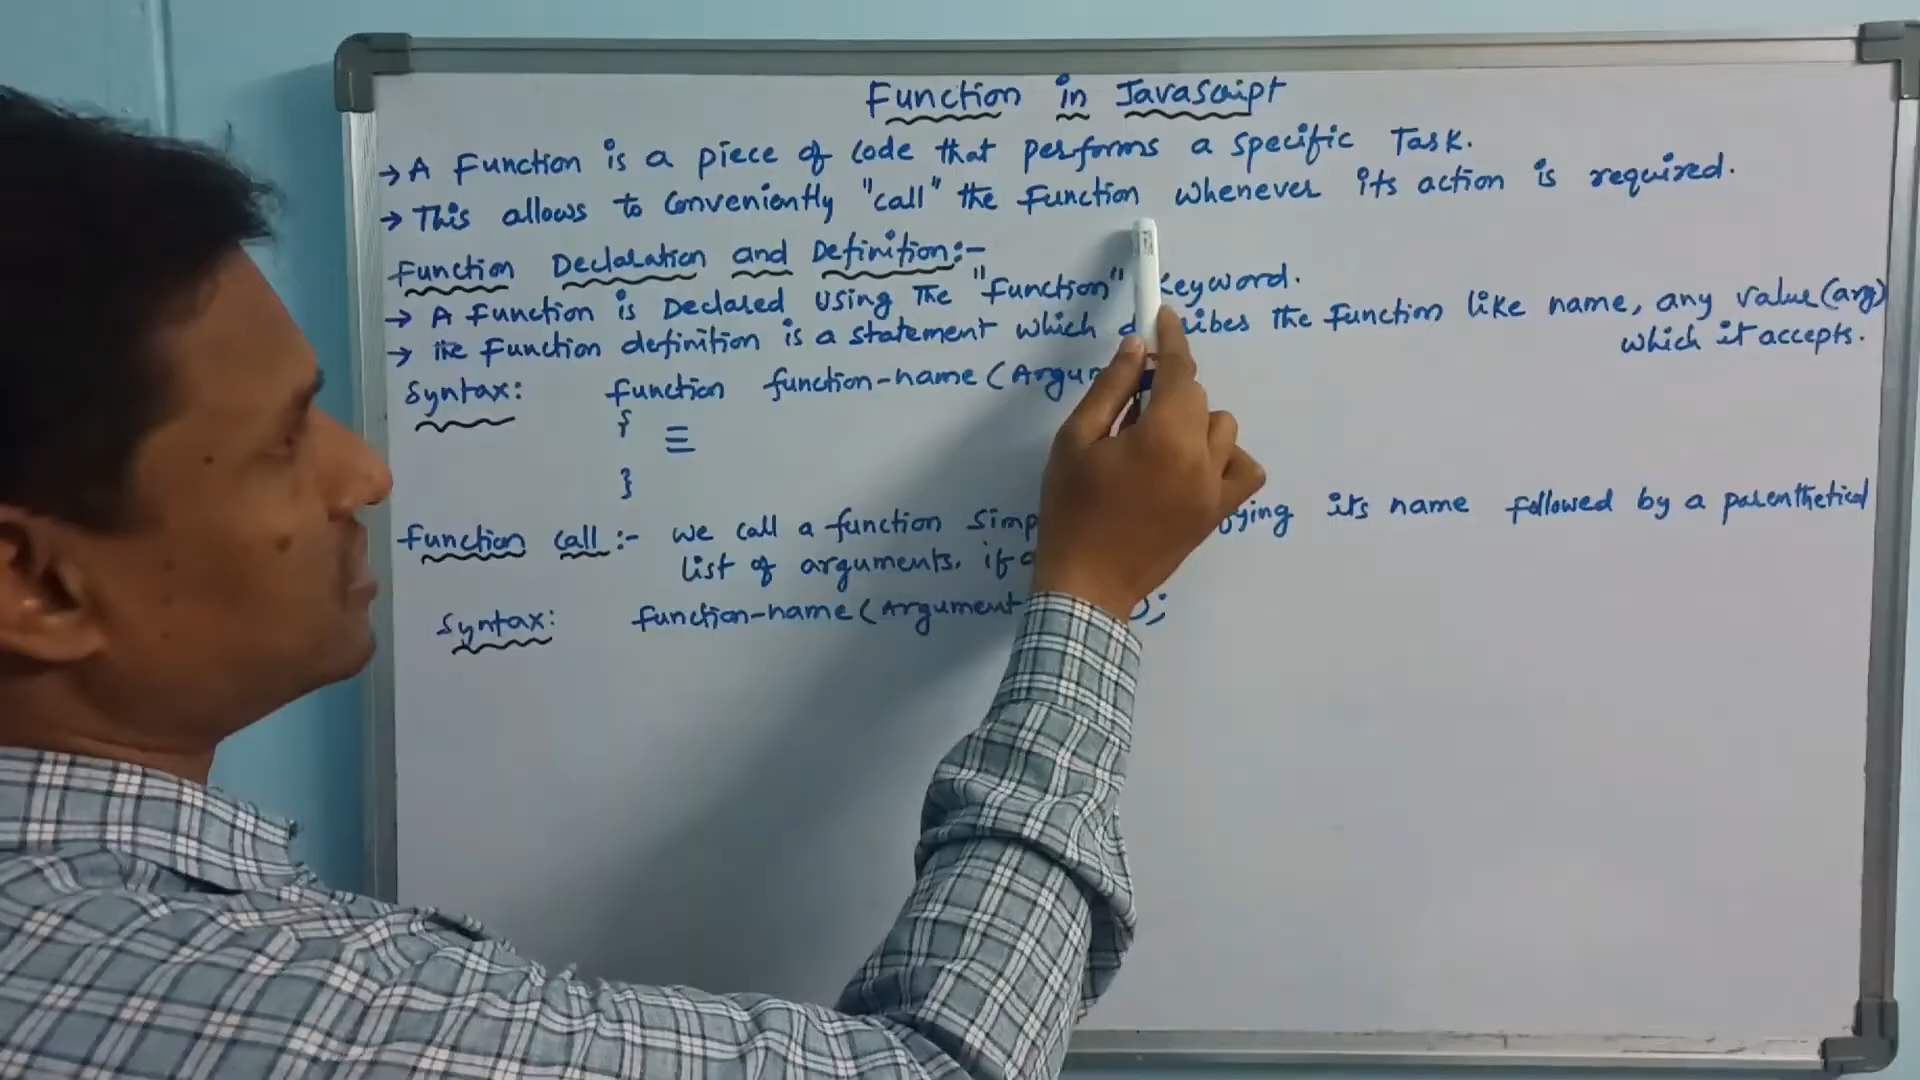 Function in Javascript
→ A Function is a piece of code that performs a specific Task.
→ This allows to conveniently "call" the function whenever its action is required.
Function Declaration and Definition:-
→ A function is Declared using The "function" keyword.
→ The Function definition is a statement which the function like name, any value(arg)
which it accepts.
Syntax: function function-name(
{
}
Function call:- we call a function its name followed by a parenthetical
list of arguments, if
Syntax: function-name(Argument );